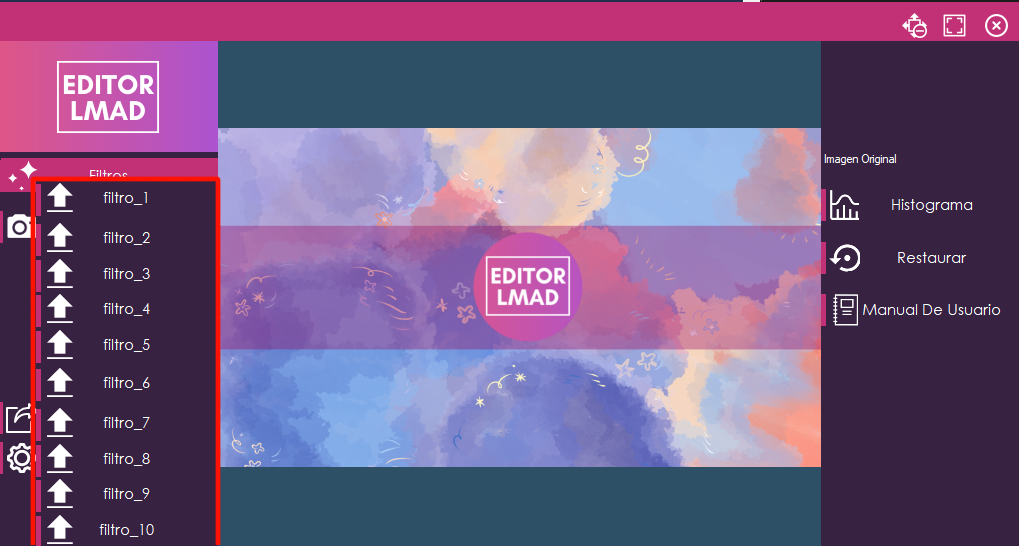 EDITOR
LMAD
Filtros
filtro_1
filtro_2
filtro_3
filtro_4
filtro_5
filtro_6
filtro_7
filtro_8
filtro_9
filtro_10
EDITOR
LMAD
Imagen Original
Histograma
Restaurar
Manual De Usuario